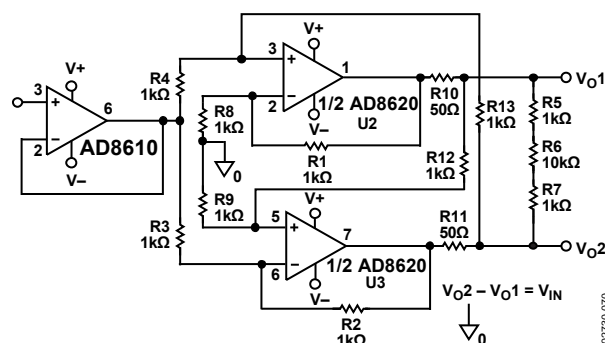 3
2
6
V+
V–
AD8610
R4
1kΩ
R3
1kΩ
3
2
1
V+
V–
1/2 AD8620
U2
R8
1kΩ
0
R9
1kΩ
R1
1kΩ
R10
50Ω
R12
1kΩ
R13
1kΩ
R5
1kΩ
R6
10kΩ
R7
1kΩ
VO1
5
6
7
V+
V–
1/2 AD8620
U3
R11
50Ω
R2
1kΩ
VO2
VO2 – VO1 = VIN
0